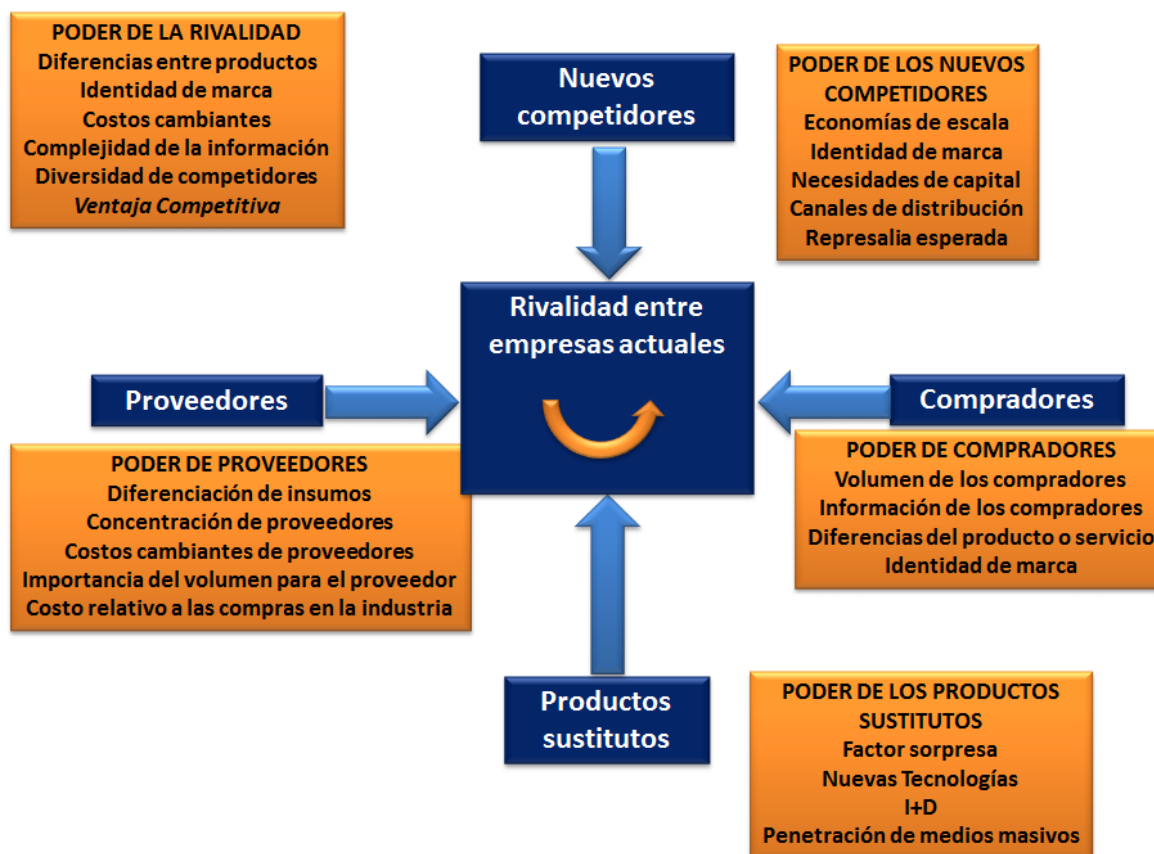 PODER DE LA RIVALIDAD
Diferencias entre productos
Identidad de marca
Costos cambiantes
Complejidad de la información
Diversidad de competidores
Ventaja Competitiva
Nuevos
competidores
PODER DE LOS NUEVOS
COMPETIDORES
Economías de escala
Identidad de marca
Necesidades de capital
Canales de distribución
Represalia esperada
Rivalidad entre
empresas actuales
Proveedores
Compradores
PODER DE PROVEEDORES
Diferenciación de insumos
Concentración de proveedores
Costos cambiantes de proveedores
Importancia del volumen para el proveedor
Costo relativo a las compras en la industria
PODER DE COMPRADORES
Volumen de los compradores
Información de los compradores
Diferencias del producto o servicio
Identidad de marca
Productos
sustitutos
PODER DE LOS PRODUCTOS
SUSTITUTOS
Factor sorpresa
Nuevas Tecnologías
I+D
Penetración de medios masivos